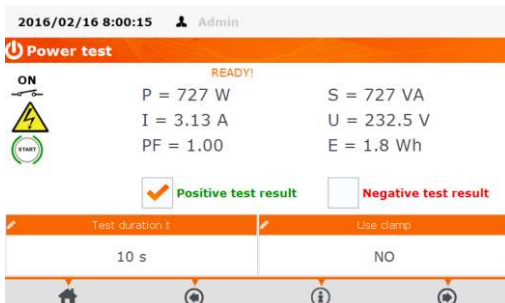 2016/02/16 8:00:15 Admin
Power test
READY!
ON
P = 727 W S = 727 VA
I = 3.13 A U = 232.5 V
START
PF = 1.00 E = 1.8 Wh
Positive test result Negative test result
Test duration t Use clamp
10 s NO